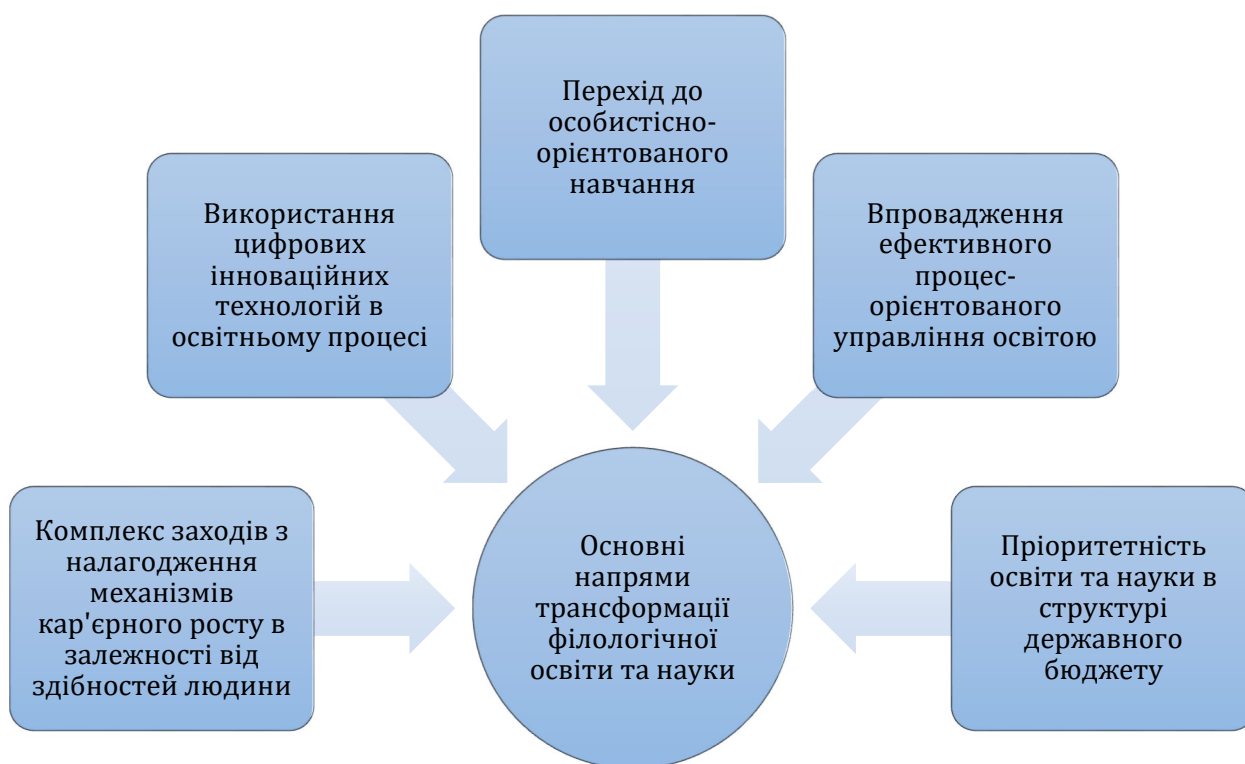 Перехід до
особистісно-
орієнтованого
навчання
Використання
цифрових
інноваційних
технологій в
освітньому процесі
Впровадження
ефективного
процес-
орієнтованого
управління освітою
Комплекс заходів з
налагодження
механізмів
кар'єрного росту в
залежності від
здібностей людини
Основні
напрями
трансформації
філологічної
освіти та науки
Пріоритетність
освіти та науки в
структурі
державного
бюджету